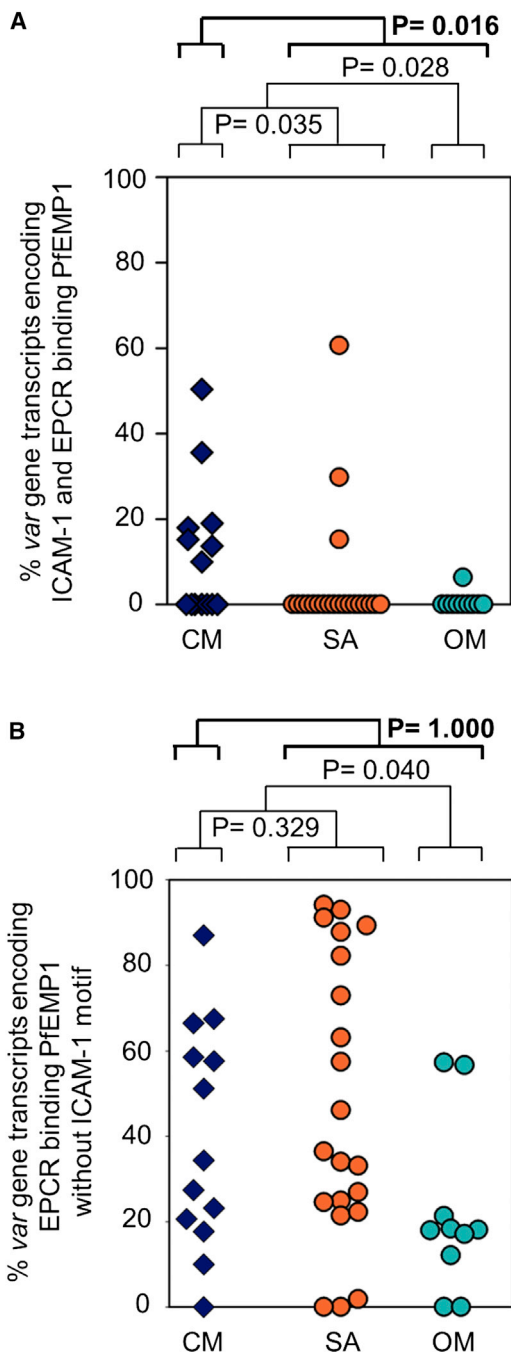 A
P= 0.016
P= 0.028
P= 0.035
% var gene transcripts encoding
ICAM-1 and EPCR binding PfEMP1
100
80
60
40
20
0
CM SA OM
B
P= 1.000
P= 0.040
P= 0.329
% var gene transcripts encoding
EPCR binding PfEMP1
without ICAM-1 motif
100
80
60
40
20
0
CM SA OM